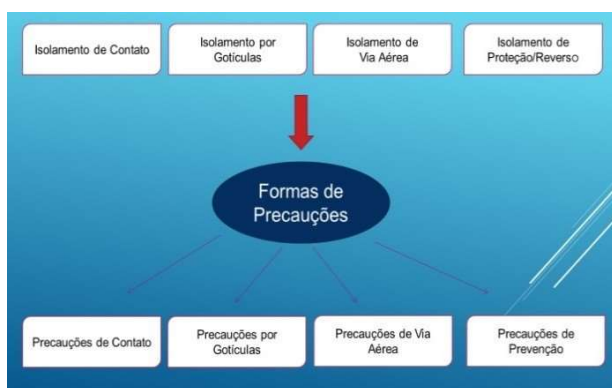 Isolamento de Contato
Isolamento por
Gotículas
Isolamento de
Via Aérea
Isolamento de
Proteção/Reverso
Formas de
Precauções
Precauções de Contato
Precauções por
Gotículas
Precauções de Via
Aérea
Precauções de
Prevenção